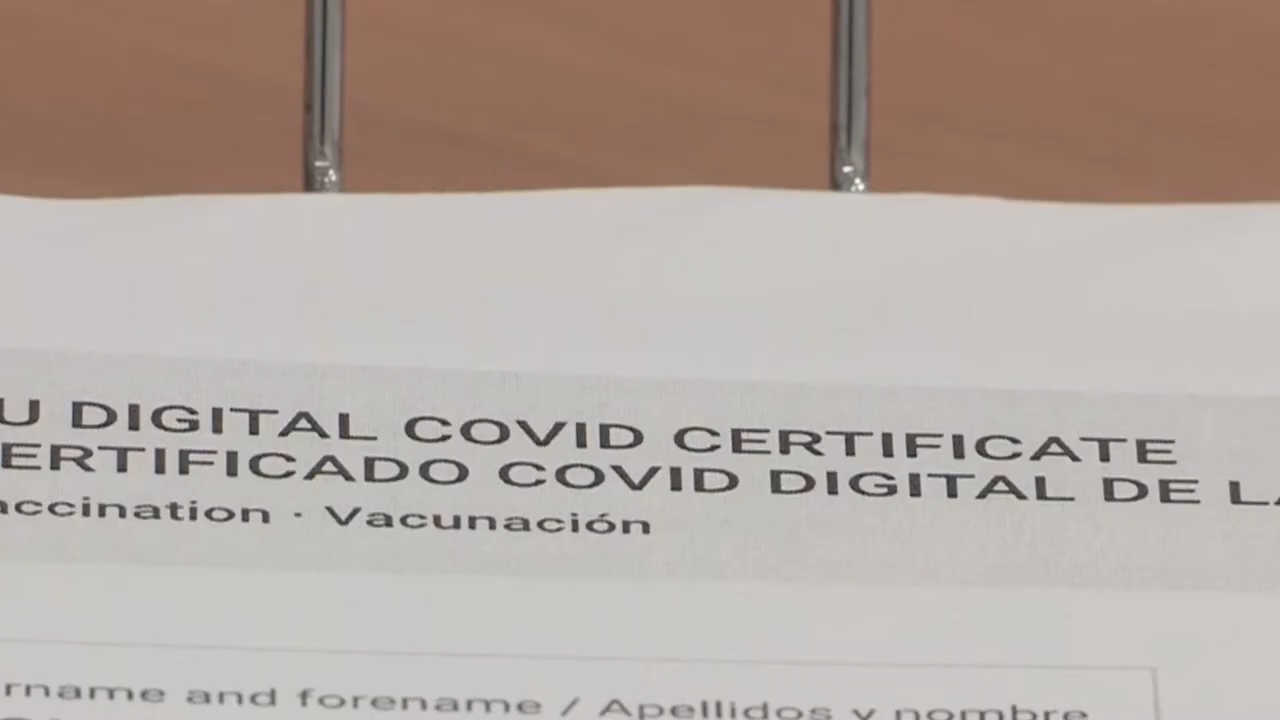 U DIGITAL COVID CERTIFICATE
ERTIFICADO COVID DIGITAL DE LA
accination · Vacunación
rname and forename / Apellidos y nombre